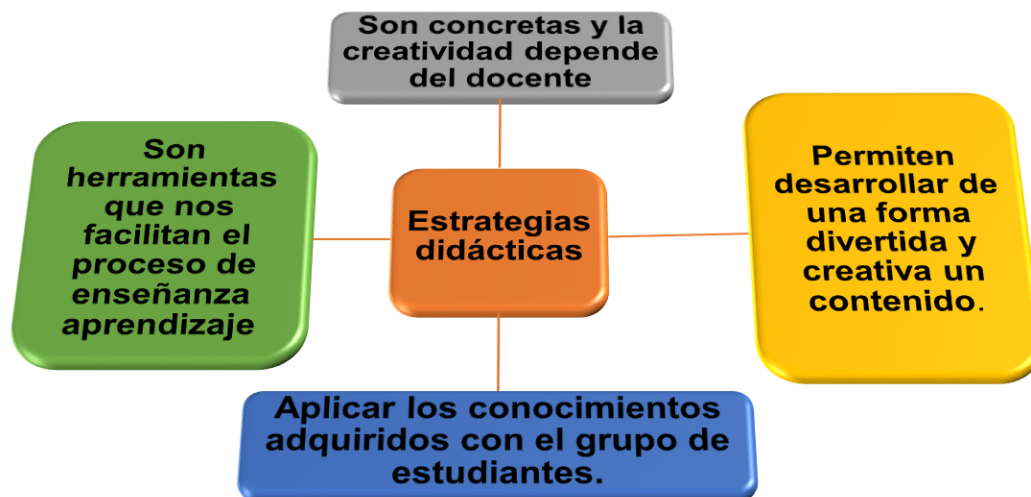 Son concretas y la
creatividad depende
del docente
Son
herramientas
que nos
facilitan el
proceso de
enseñanza
aprendizaje
Estrategias
didácticas
Permiten
desarrollar de
una forma
divertida y
creativa un
contenido.
Aplicar los conocimientos
adquiridos con el grupo de
estudiantes.